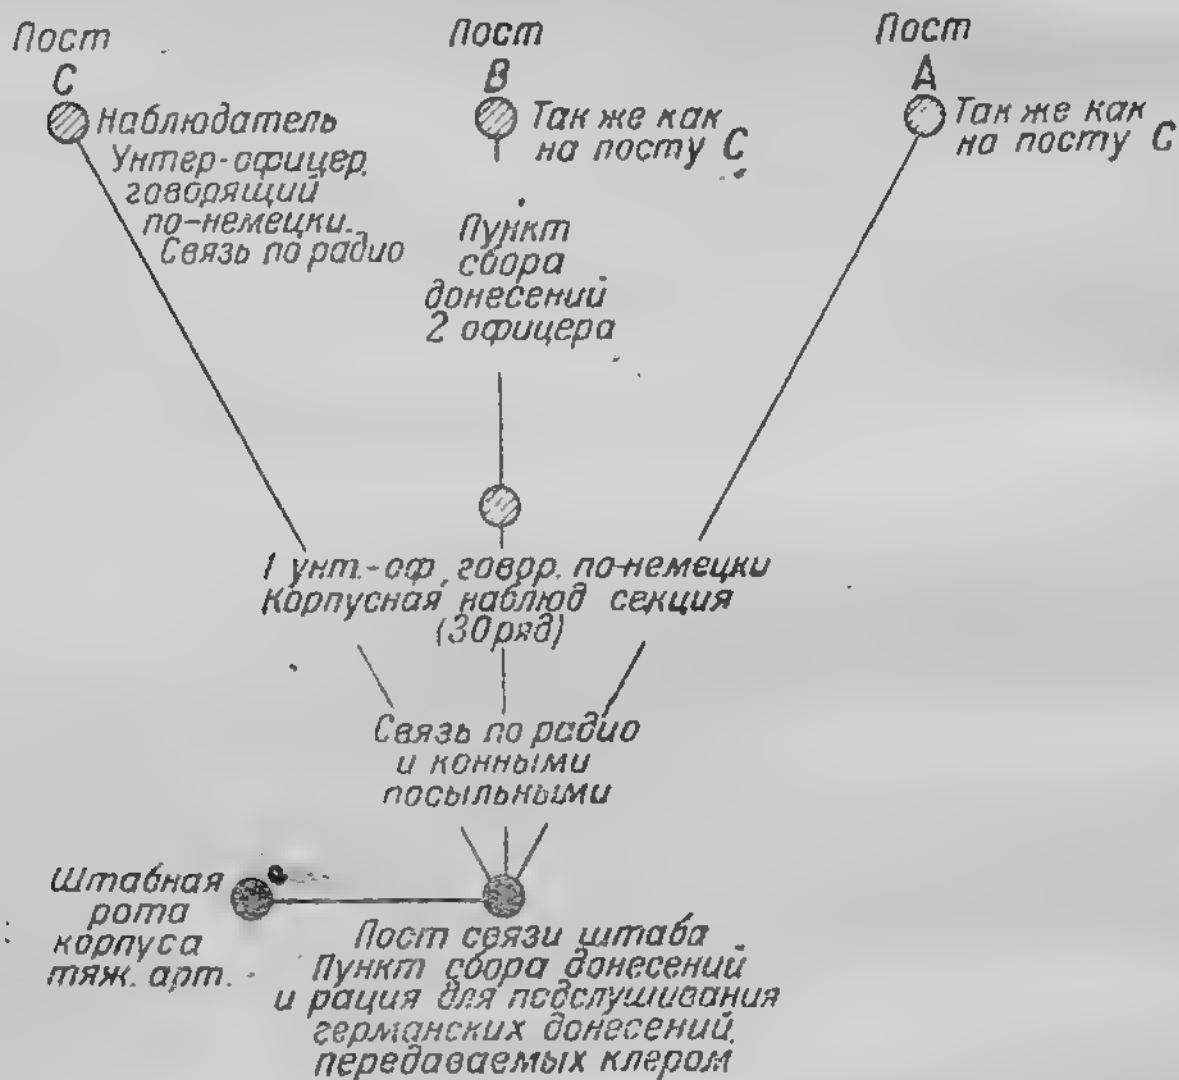 Пост
C
Наблюдатель
Унтер-офицер,
говорящий
по-немецки.
Связь по радио
Пост
B
Так же как
на посту C
Пост
A
Так же как
на посту C
Пункт
сбора
донесений
2 офицера
1 унт.-оф, говор. по-немецки
Корпусная наблюд секция
(30 ряд)
Связь по радио
и конными
посыльными
Штабная
рота
корпуса
тяж. арт.
Пост связи штаба
Пункт сбора донесений
и рация для подслушивания
германских донесений,
передаваемых клером